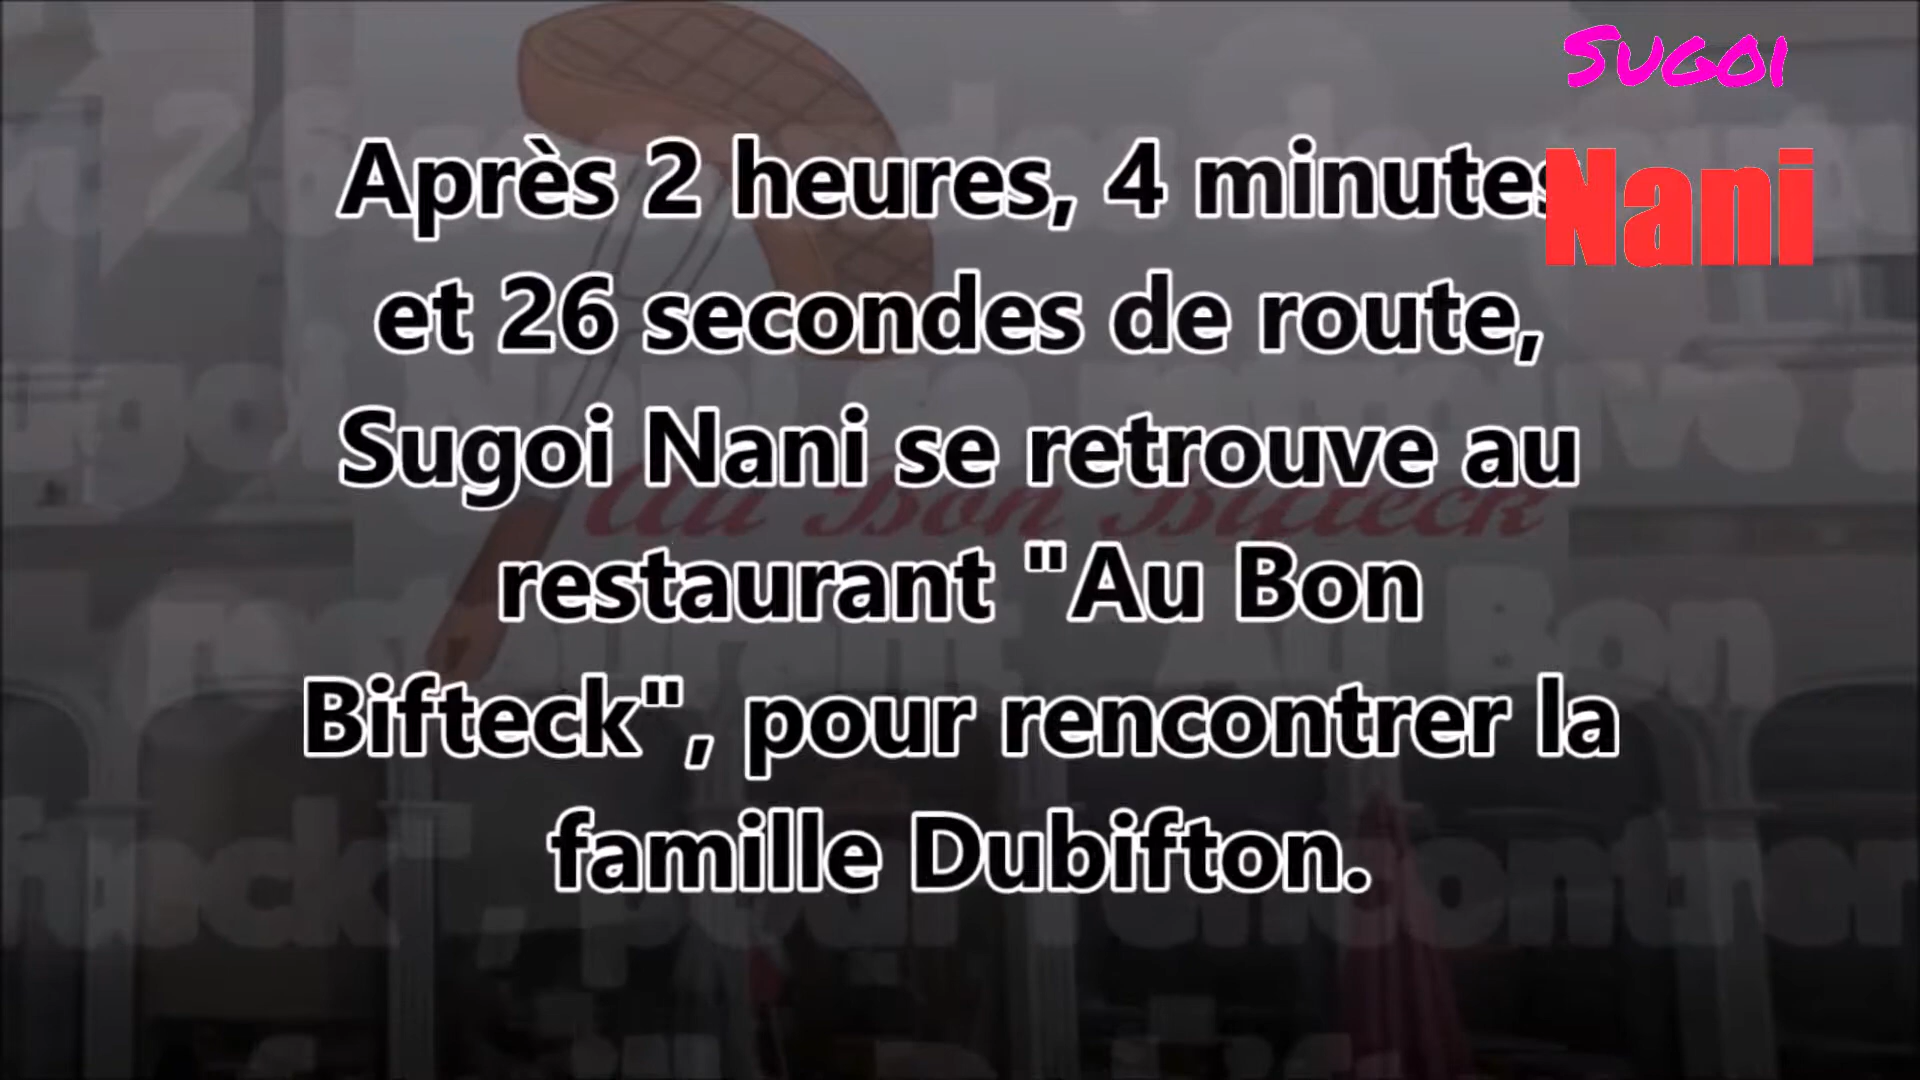 Sugoi
Nani
Après 2 heures, 4 minutes
et 26 secondes de route,
Sugoi Nani se retrouve au
Au Bon Bifteck
restaurant "Au Bon
Bifteck", pour rencontrer la
famille Dubifton.